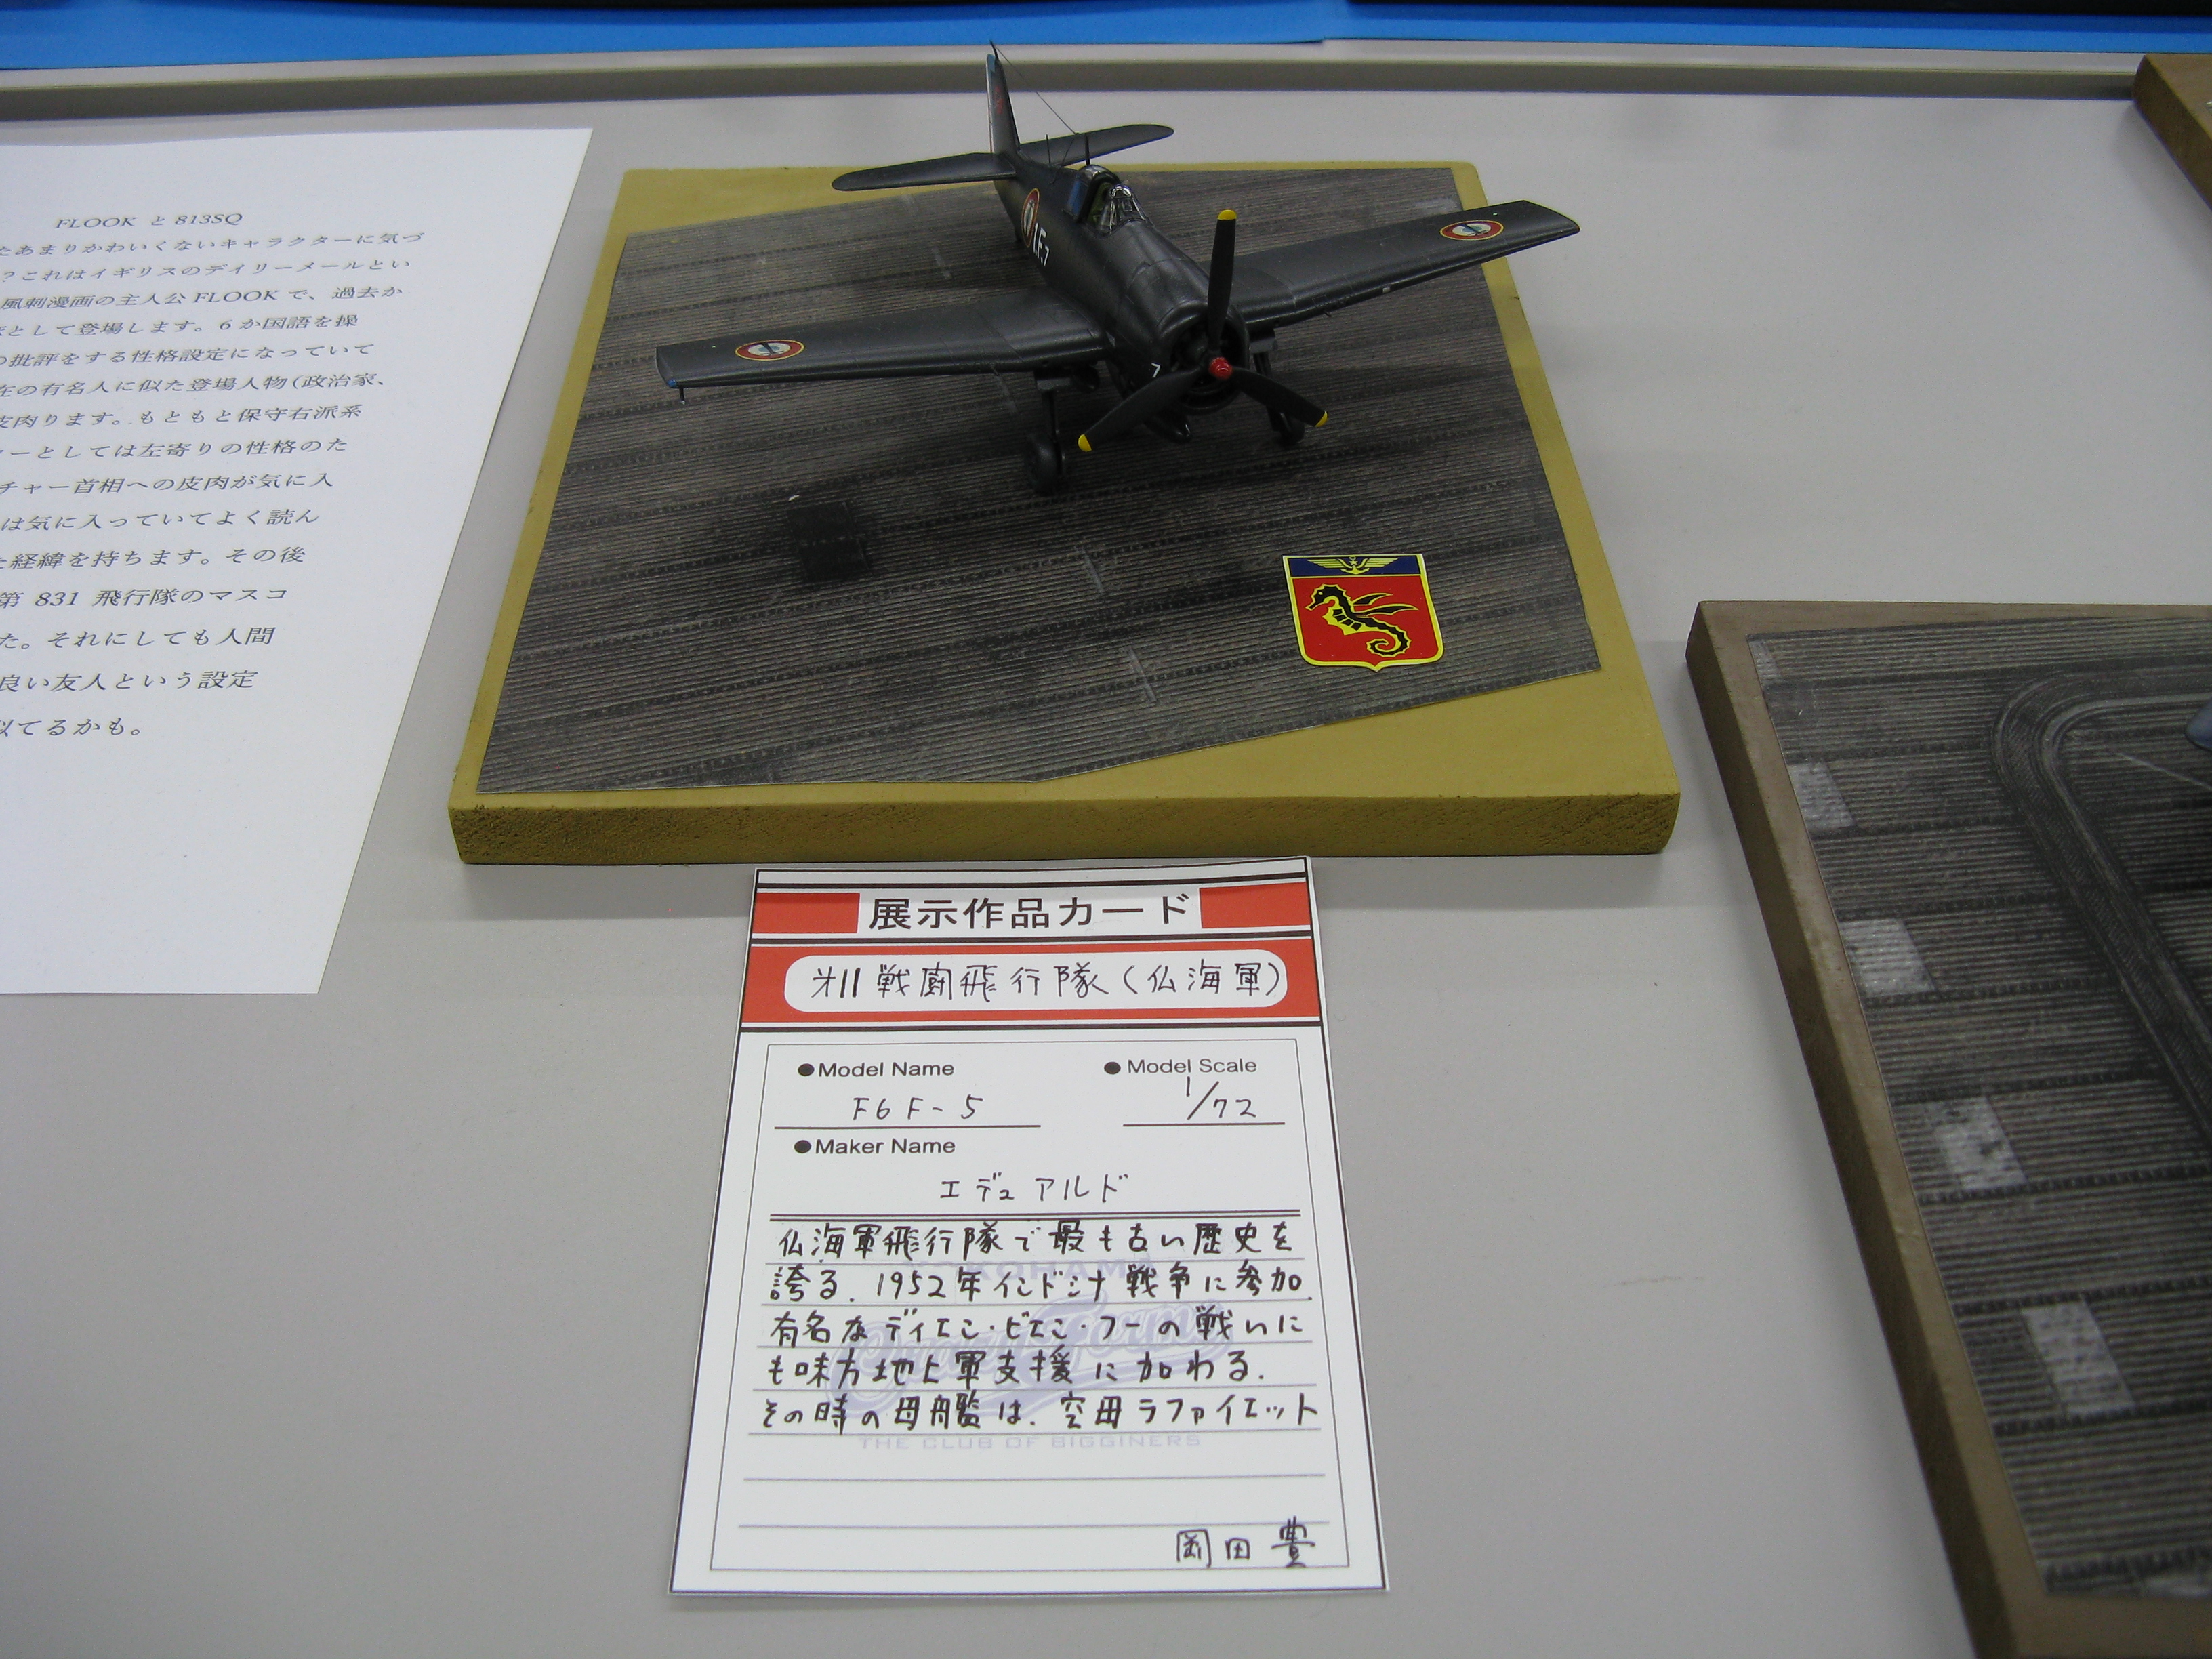 FLOOK と 813SQ
たあまりかわいくないキャラクターに気づ
？これはイギリスのデイリーメールとい
風刺漫画の主人公 FLOOK で、過去か
として登場します。6 か国語を操
の批評をする性格設定になっていて
在の有名人に似た登場人物（政治家、
皮肉ります。もともと保守右派系
ターとしては左寄りの性格のた
チャー首相への皮肉が気に入
は気に入っていてよく読ん
経緯を持ちます。その後
第 831 飛行隊のマスコ
た。それにしても人間
良い友人という設定
似てるかも。
LF.7
7
展示作品カード
才11戦闘飛行隊（仏海軍）
●Model Name
● Model Scale
F6F-5
1/72
●Maker Name
エデュアルド
仏海軍飛行隊で最も古い歴史を
誇る. 1952年インドシナ戦争に参加.
有名なディエン・ビエン・フーの戦いに
も味方地上軍支援に加わる.
その時の母艦は. 空母ラファイエット
YOKOHAMA
THE CLUB OF BIGGINERS
岡田 豊